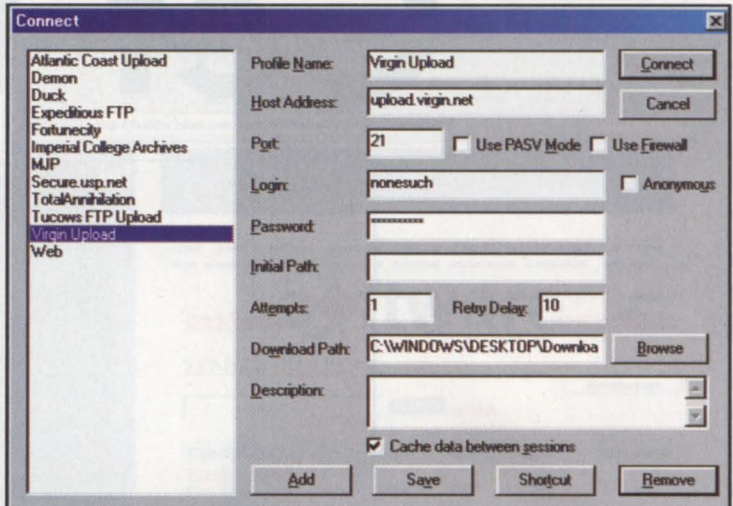 Connect
Atlantic Coast Upload
Demon
Duck
Expeditious FTP
Fortunecity
Imperial College Archives
MJP
Secure.usp.net
TotalAnnihilation
Tucows FTP Upload
Virgin Upload
Web
Profile Name: Virgin Upload Connect
Host Address: upload.virgin.net Cancel
Port: 21 Use PASV Mode Use Firewall
Login: nonesuch Anonymous
Password: **********
Initial Path:
Attempts: 1 Retry Delay: 10
Download Path: C:\WINDOWS\DESKTOP\Downloa Browse
Description:
Cache data between sessions
Add Save Shortcut Remove